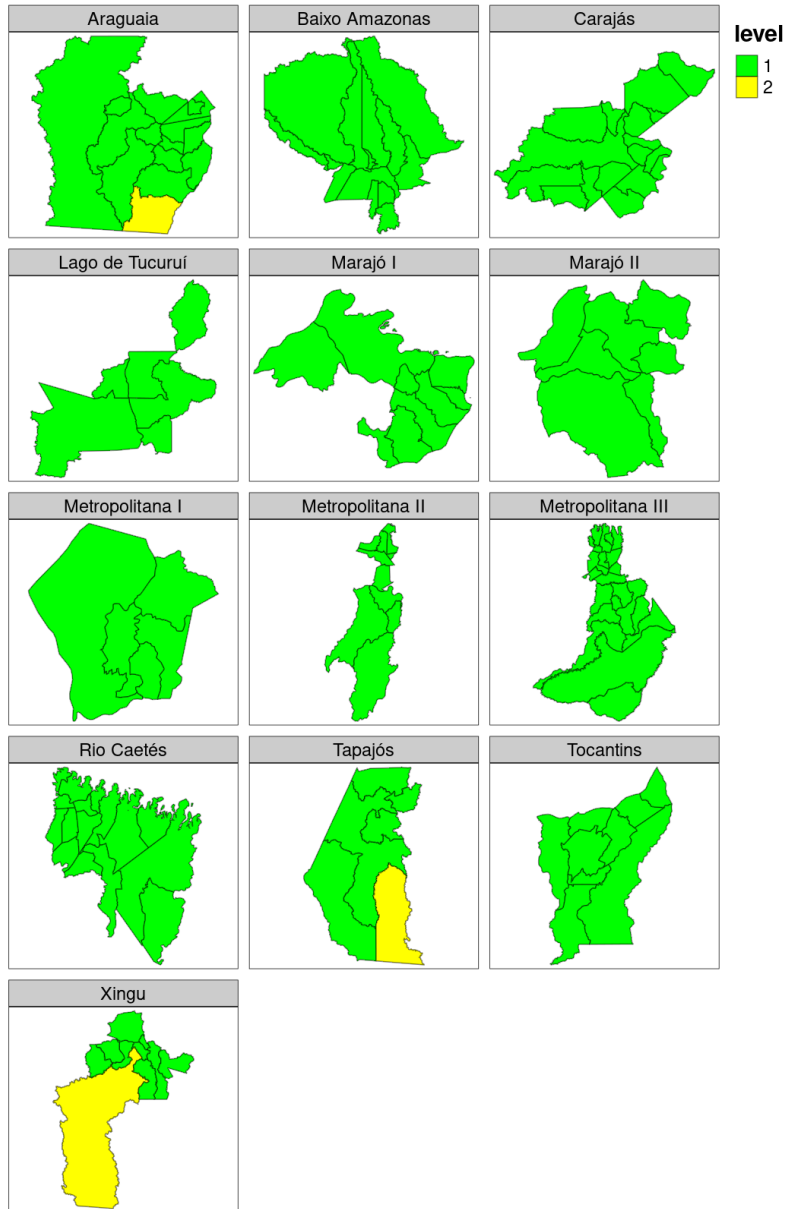 Araguaia
Baixo Amazonas
Carajás
level
1
2
Lago de Tucuruí
Marajó I
Marajó II
Metropolitana I
Metropolitana II
Metropolitana III
Rio Caetés
Tapajós
Tocantins
Xingu